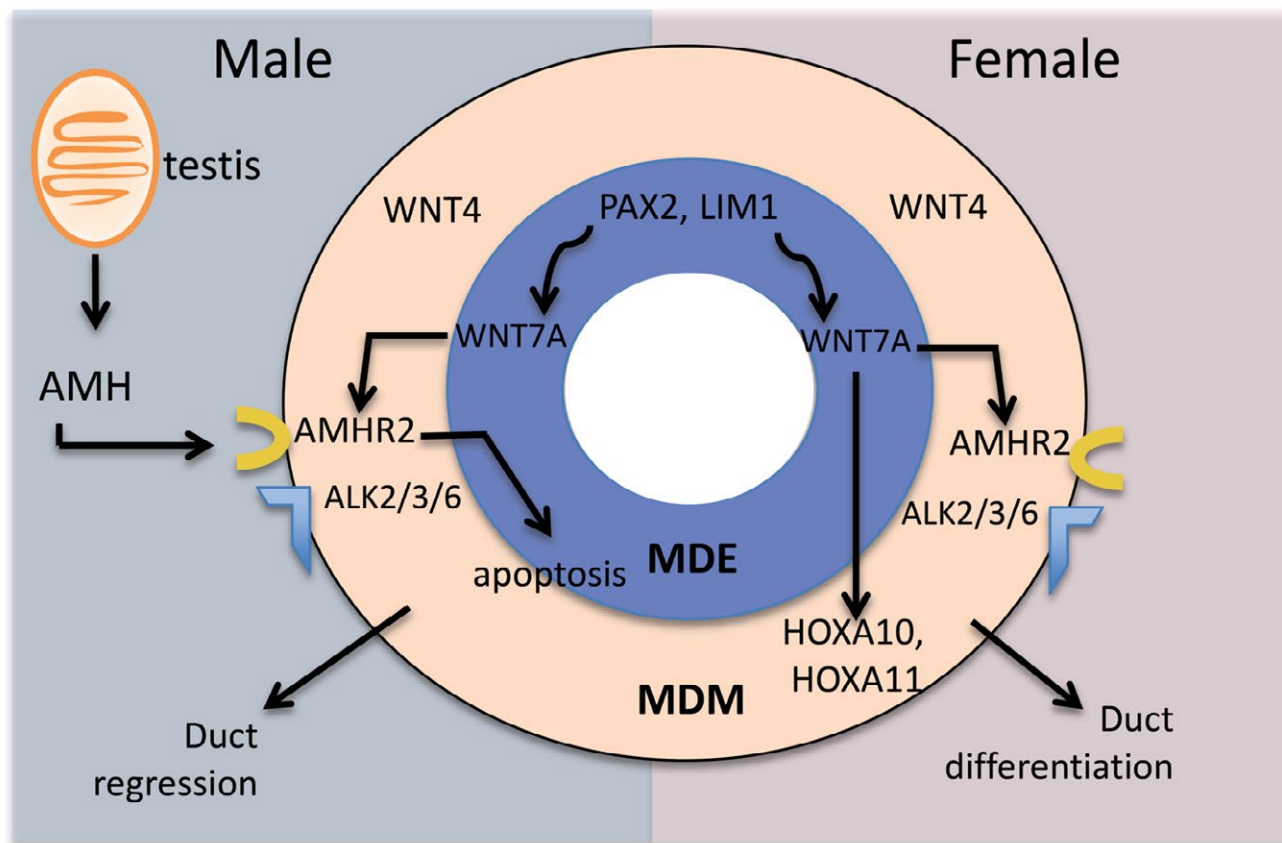 Male
Female
testis
WNT4
PAX2, LIM1
WNT4
WNT7A
WNT7A
AMH
AMHR2
AMHR2
ALK2/3/6
ALK2/3/6
MDE
apoptosis
HOXA10,
HOXA11
MDM
Duct
regression
Duct
differentiation